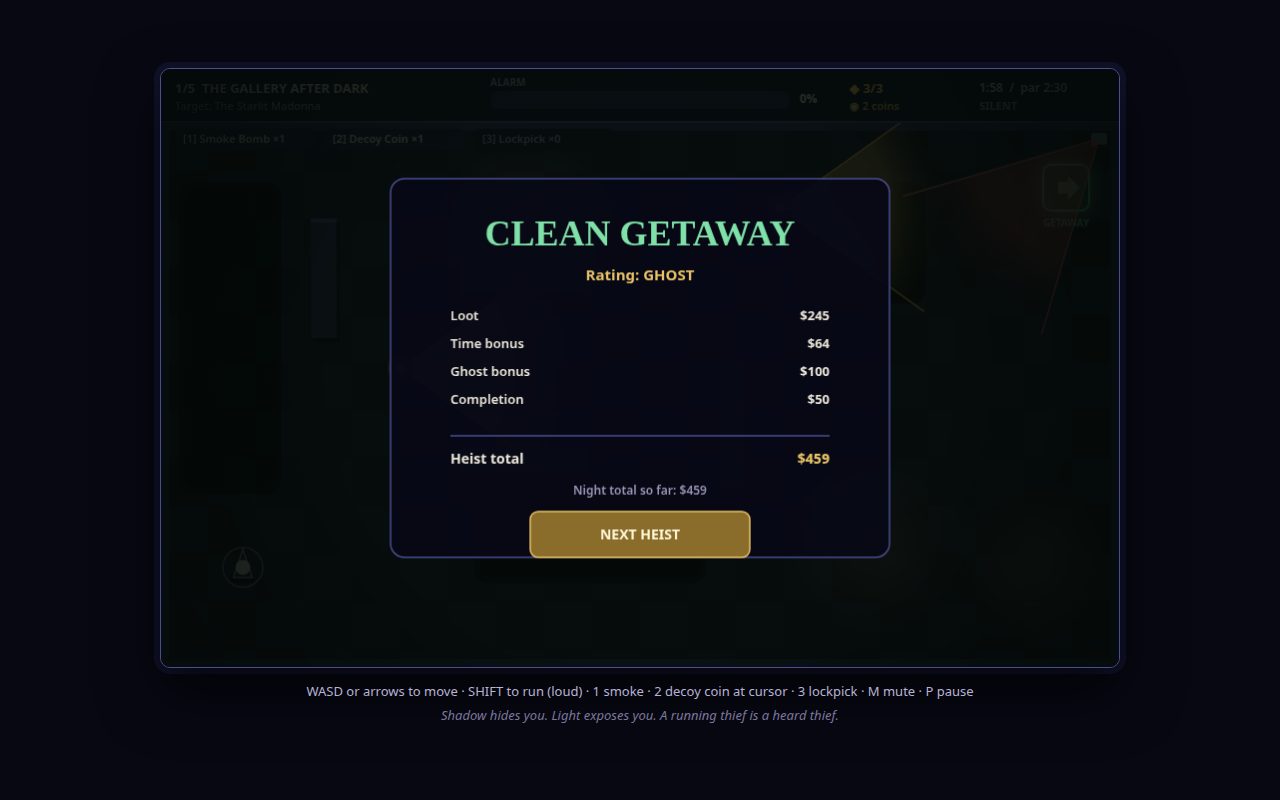 1/5 THE GALLERY AFTER DARK
Target: The Starlit Madonna
ALARM
0%
3/3
2 coins
1:58 / par 2:30
SILENT
[1] Smoke Bomb ×1
[2] Decoy Coin ×1
[3] Lockpick ×0
GETAWAY
CLEAN GETAWAY
Rating: GHOST
Loot $245
Time bonus $64
Ghost bonus $100
Completion $50
Heist total $459
Night total so far: $459
NEXT HEIST
WASD or arrows to move · SHIFT to run (loud) · 1 smoke · 2 decoy coin at cursor · 3 lockpick · M mute · P pause
Shadow hides you. Light exposes you. A running thief is a heard thief.